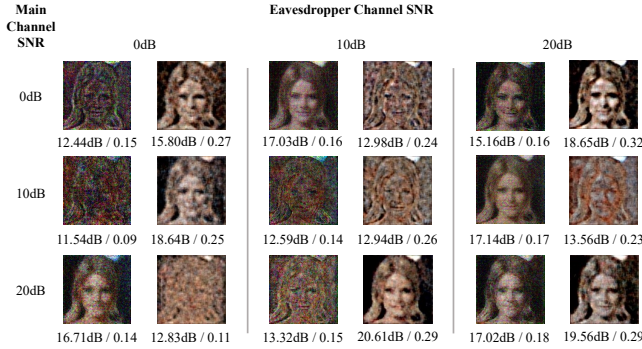 Main
Channel
SNR
Eavesdropper Channel SNR
0dB
10dB
20dB
0dB
12.44dB / 0.15
15.80dB / 0.27
17.03dB / 0.16
12.98dB / 0.24
15.16dB / 0.16
18.65dB / 0.32
10dB
11.54dB / 0.09
18.64dB / 0.25
12.59dB / 0.14
12.94dB / 0.26
17.14dB / 0.17
13.56dB / 0.23
20dB
16.71dB / 0.14
12.83dB / 0.11
13.32dB / 0.15
20.61dB / 0.29
17.02dB / 0.18
19.56dB / 0.29